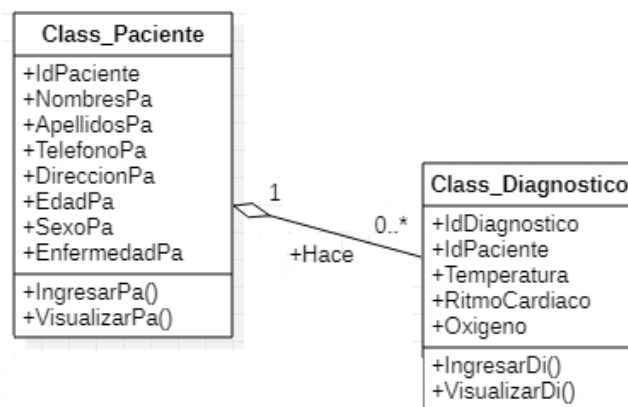 Class_Paciente
+IdPaciente
+NombresPa
+ApellidosPa
+TelefonoPa
+DireccionPa
+EdadPa
+SexoPa
+EnfermedadPa
+IngresarPa()
+VisualizarPa()
1
0..*
+Hace
Class_Diagnostico
+IdDiagnostico
+IdPaciente
+Temperatura
+RitmoCardiaco
+Oxigeno
+IngresarDi()
+VisualizarDi()